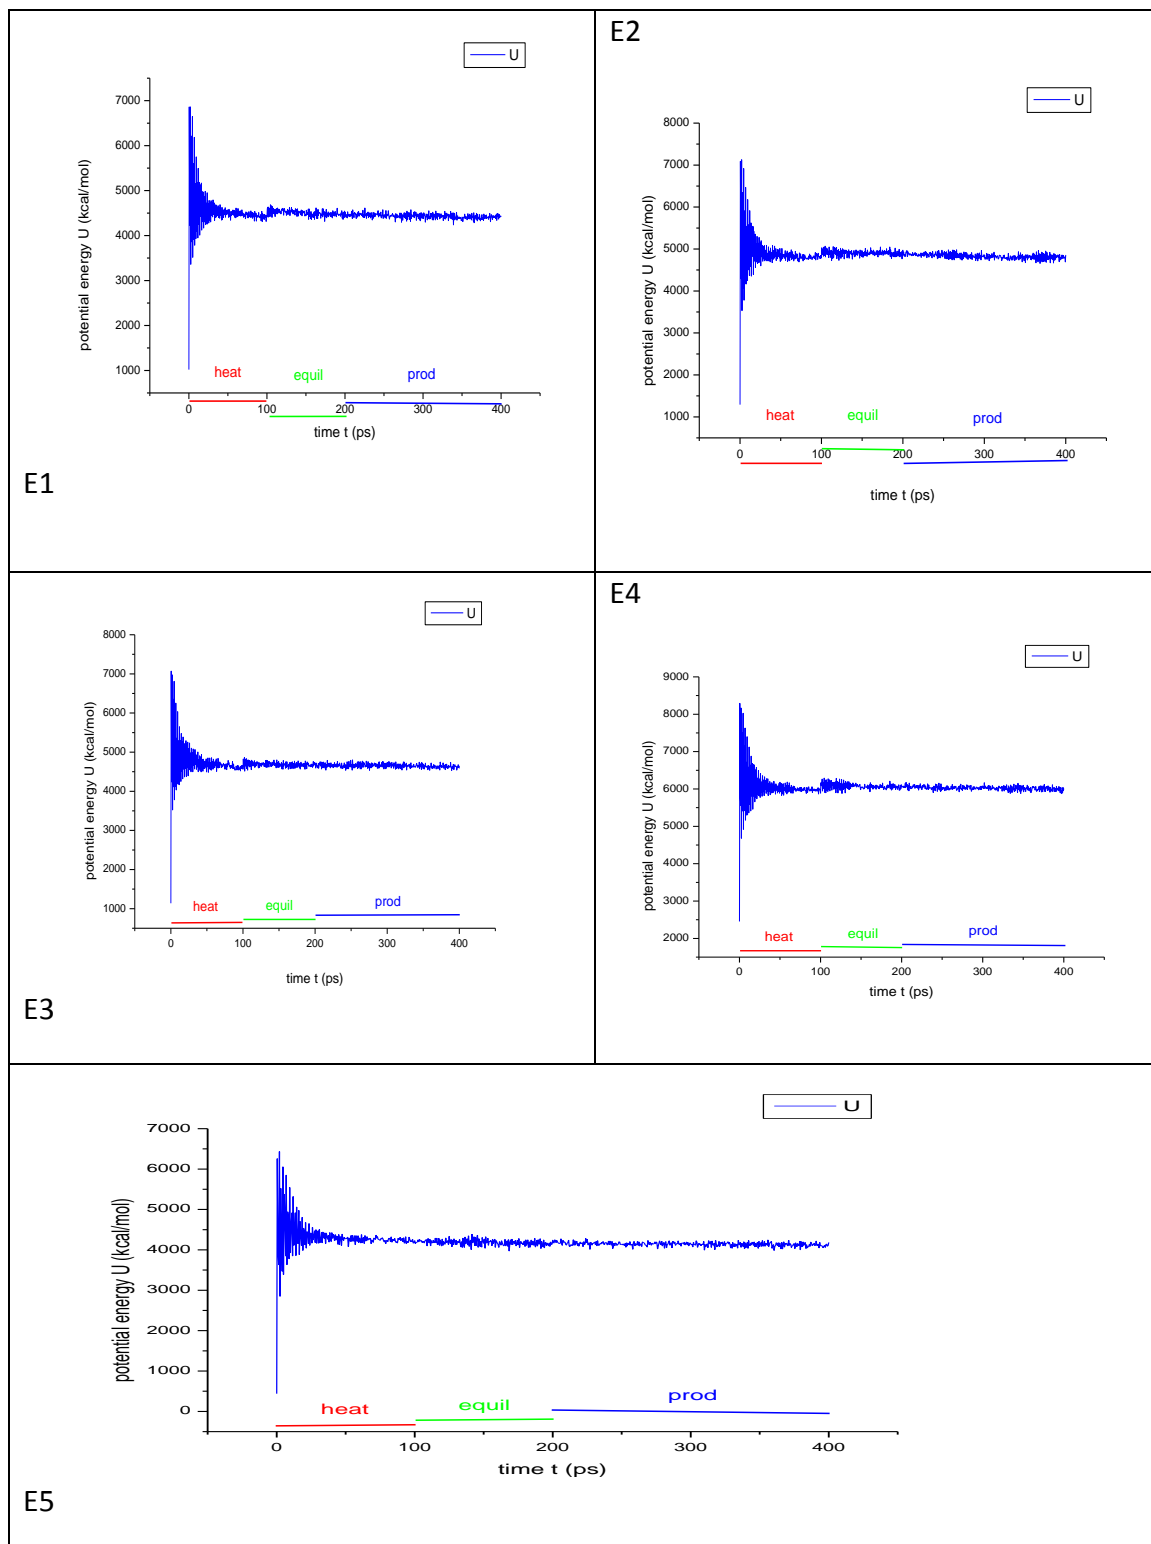 U
7000
6000
5000
4000
3000
2000
1000
potential energy U (kcal/mol)
heat
equil
prod
0 100 200 300 400
time t (ps)
E1
E2
U
8000
7000
6000
5000
4000
3000
2000
1000
potential energy U (kcal/mol)
heat
equil
prod
0 100 200 300 400
time t (ps)
U
8000
7000
6000
5000
4000
3000
2000
1000
potential energy U (kcal/mol)
heat
equil
prod
0 100 200 300 400
time t (ps)
E3
E4
U
9000
8000
7000
6000
5000
4000
3000
2000
potential energy U (kcal/mol)
heat
equil
prod
0 100 200 300 400
time t (ps)
U
7000
6000
5000
4000
3000
2000
1000
0
potential energy U (kcal/mol)
heat
equil
prod
0 100 200 300 400
time t (ps)
E5